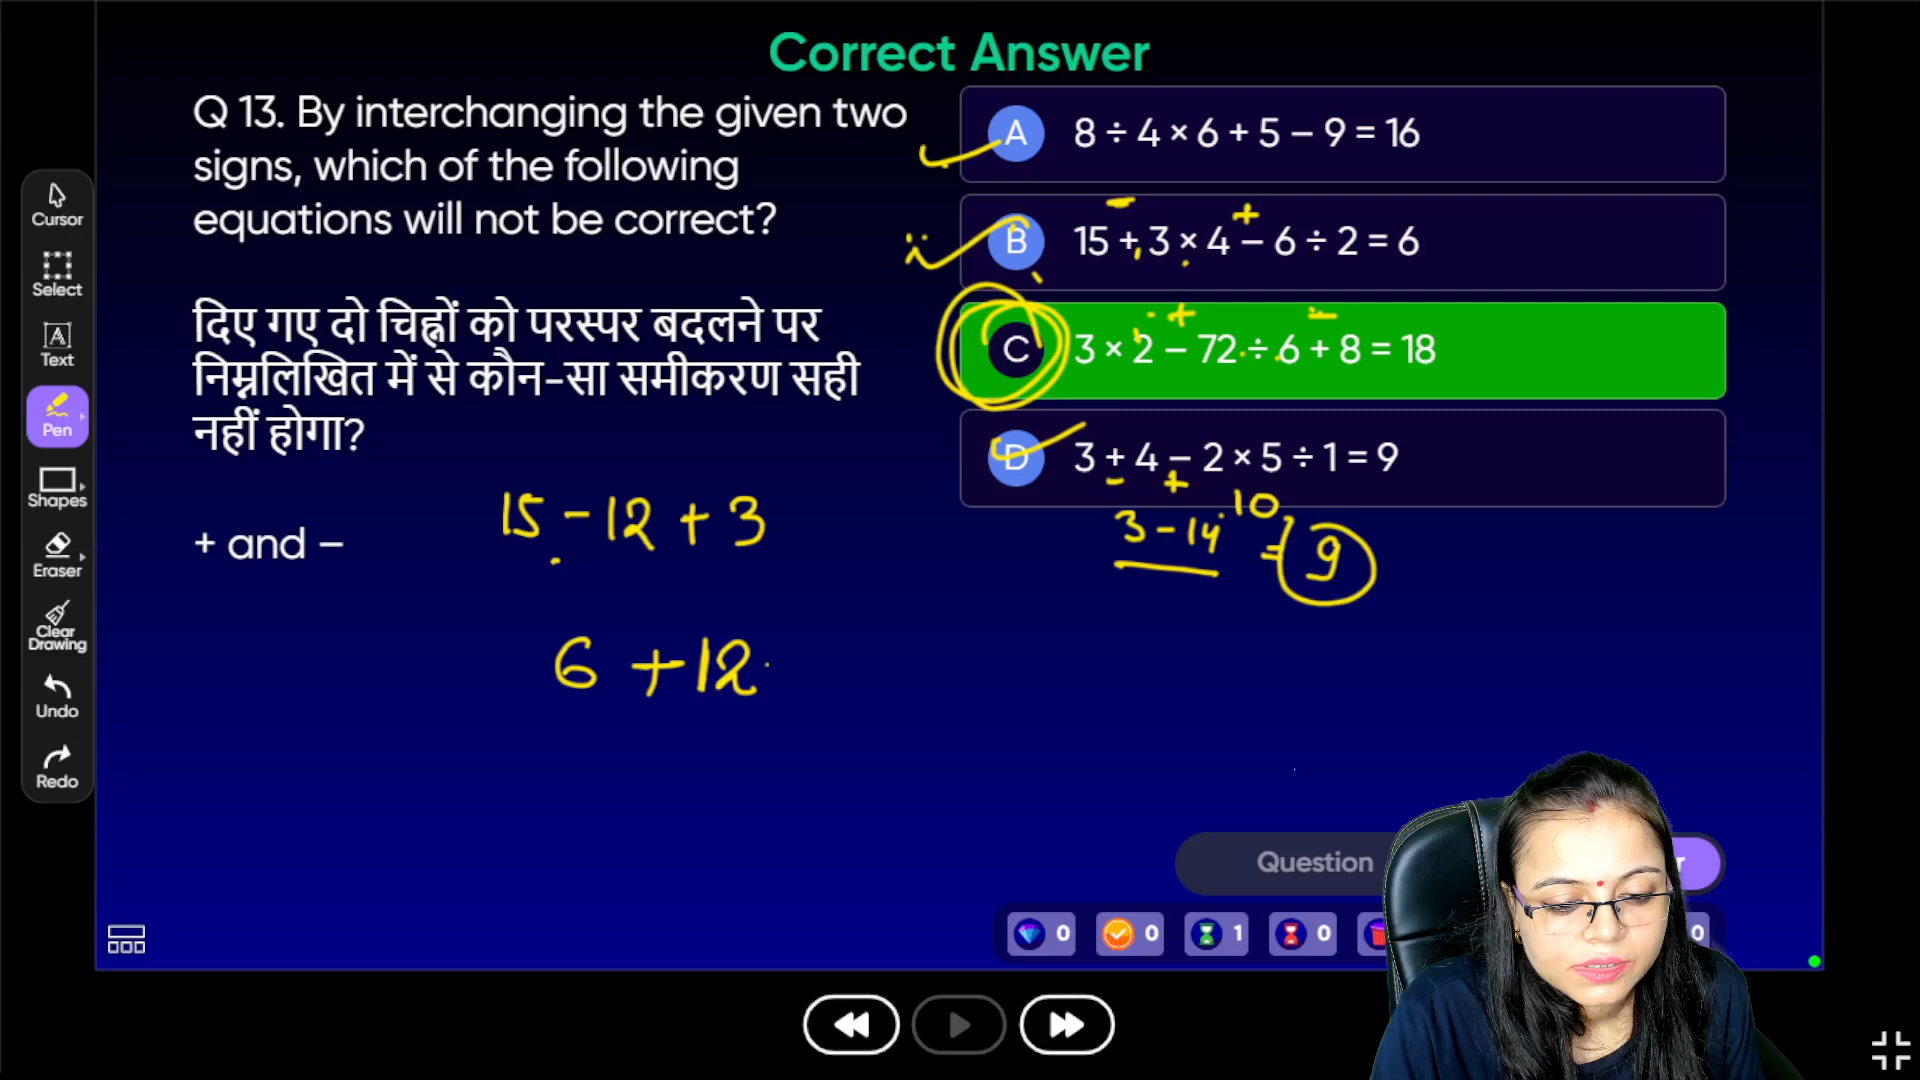 Correct Answer
Q 13. By interchanging the given two
signs, which of the following
equations will not be correct?
दिए गए दो चिह्नों को परस्पर बदलने पर
निम्नलिखित में से कौन-सा समीकरण सही
नहीं होगा?
+ and –
15 - 12 + 3
6 + 12
A 8 ÷ 4 × 6 + 5 – 9 = 16
- +
B 15 + 3 × 4 – 6 ÷ 2 = 6
+ -
C 3 × 2 – 72 ÷ 6 + 8 = 18
D 3 + 4 – 2 × 5 ÷ 1 = 9
- +
3 - 14 10 = 9
Cursor
Select
A
Text
Pen
Shapes
Eraser
Clear
Drawing
Undo
Redo
Question
r
0 0 1 0 0